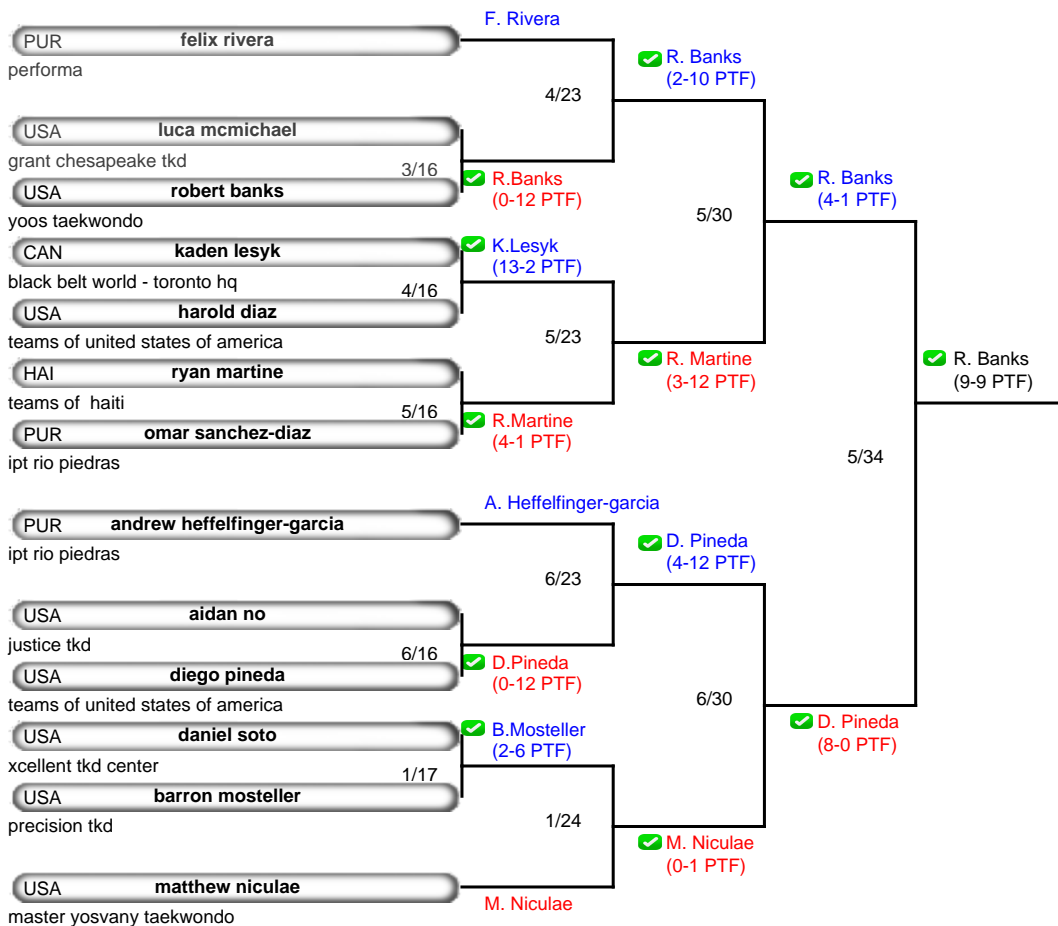 F. Rivera
PUR felix rivera
performa
R. Banks
(2-10 PTF)
4/23
USA luca mcmichael
grant chesapeake tkd
3/16
R.Banks
(0-12 PTF)
USA robert banks
yoos taekwondo
R. Banks
(4-1 PTF)
5/30
CAN kaden lesyk
black belt world - toronto hq
K.Lesyk
(13-2 PTF)
4/16
USA harold diaz
teams of united states of america
5/23
HAI ryan martine
teams of  haiti
R. Martine
(3-12 PTF)
5/16
R.Martine
(4-1 PTF)
PUR omar sanchez-diaz
ipt rio piedras
R. Banks
(9-9 PTF)
5/34
A. Heffelfinger-garcia
PUR andrew heffelfinger-garcia
ipt rio piedras
D. Pineda
(4-12 PTF)
6/23
USA aidan no
justice tkd
6/16
D.Pineda
(0-12 PTF)
USA diego pineda
teams of united states of america
6/30
D. Pineda
(8-0 PTF)
USA daniel soto
xcellent tkd center
B.Mosteller
(2-6 PTF)
1/17
USA barron mosteller
precision tkd
1/24
M. Niculae
(0-1 PTF)
USA matthew niculae
master yosvany taekwondo
M. Niculae